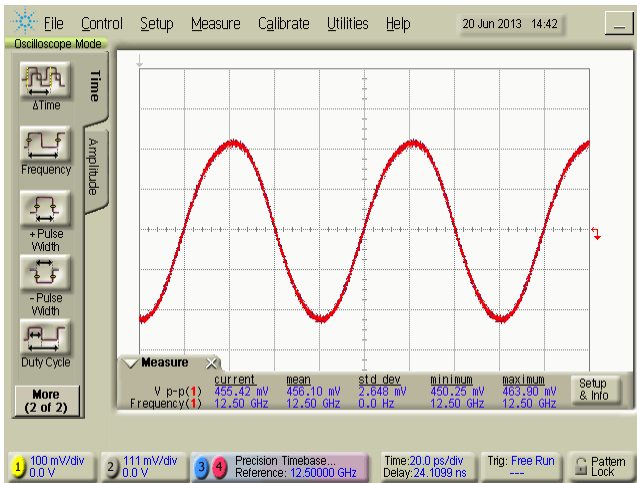 File Control Setup Measure Calibrate Utilities Help 20 Jun 2013 14:42
Oscilloscope Mode
Time
Amplitude
ΔTime
Frequency
+ Pulse
Width
- Pulse
Width
Duty Cycle
More
(2 of 2)
Measure
current mean std dev minimum maximum
V p-p(1) 455.42 mV 456.10 mV 2.648 mV 450.25 mV 463.90 mV
Frequency(1) 12.50 GHz 12.50 GHz 0.0 Hz 12.50 GHz 12.50 GHz
Setup
& Info
1 100 mV/div
0.0 V
2 111 mV/div
0.0 V
3 4 Precision Timebase...
Reference: 12.50000 GHz
Time:20.0 ps/div
Delay:24.1099 ns
Trig: Free Run
---
Pattern
Lock